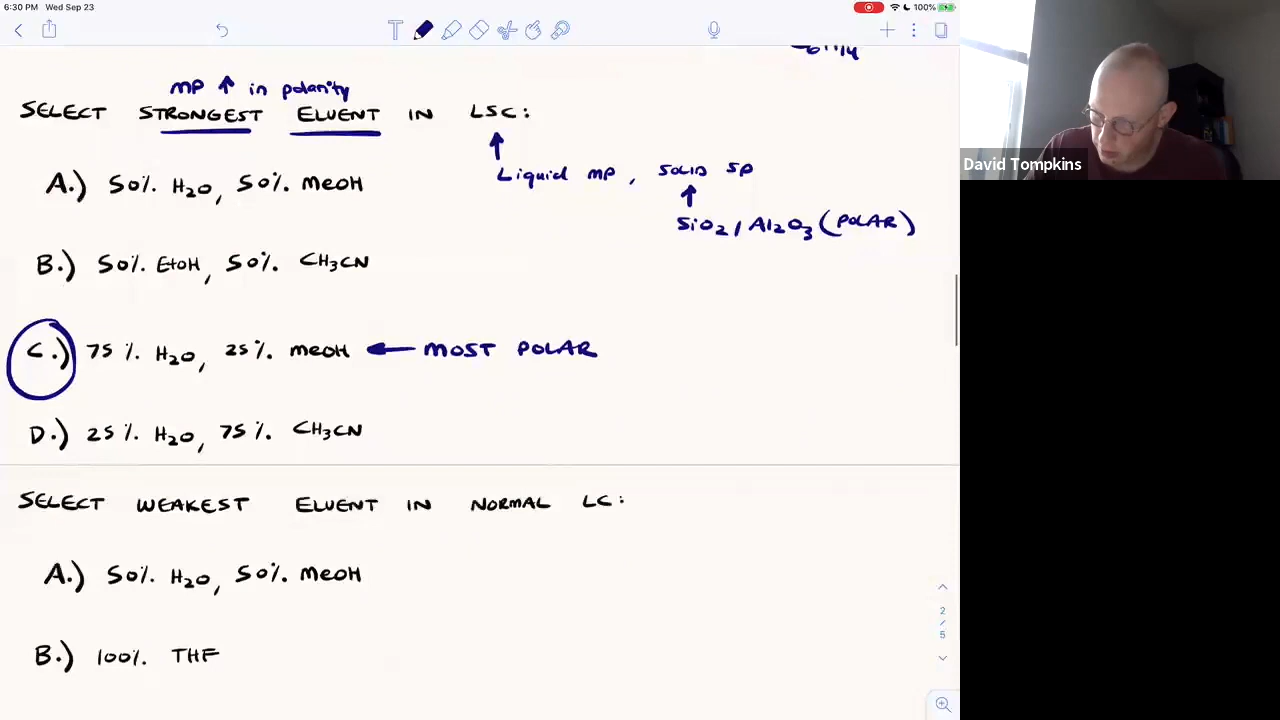 6:30 PM Wed Sep 23
100%
MP ↑ in polarity
SELECT STRONGEST ELUENT IN LSC:
Liquid MP, SOLID SP
SiO2/Al2O3 (POLAR)
A.) 50% H2O, 50% MeOH
B.) 50% EtOH, 50% CH3CN
C.) 75% H2O, 25% MeOH ← MOST POLAR
D.) 25% H2O, 75% CH3CN
SELECT WEAKEST ELUENT IN NORMAL LC:
A.) 50% H2O, 50% MeOH
B.) 100% THF
2
/
5
David Tompkins